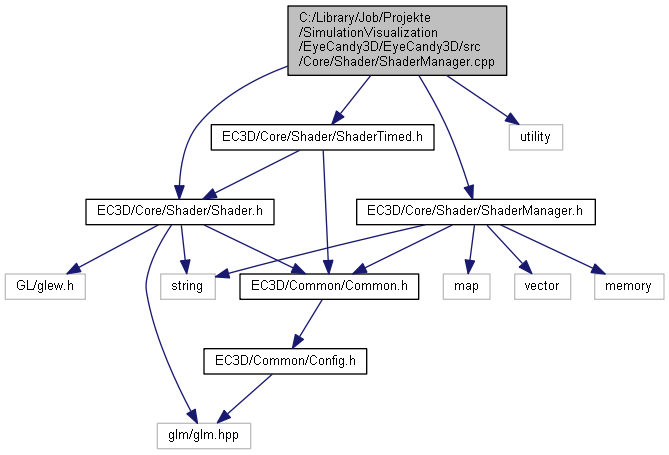 C:/Library/Job/Projekte
/SimulationVisualization
/EyeCandy3D/EyeCandy3D/src
/Core/Shader/ShaderManager.cpp
EC3D/Core/Shader/ShaderTimed.h
utility
EC3D/Core/Shader/Shader.h
EC3D/Core/Shader/ShaderManager.h
GL/glew.h
string
EC3D/Common/Common.h
map
vector
memory
EC3D/Common/Config.h
glm/glm.hpp